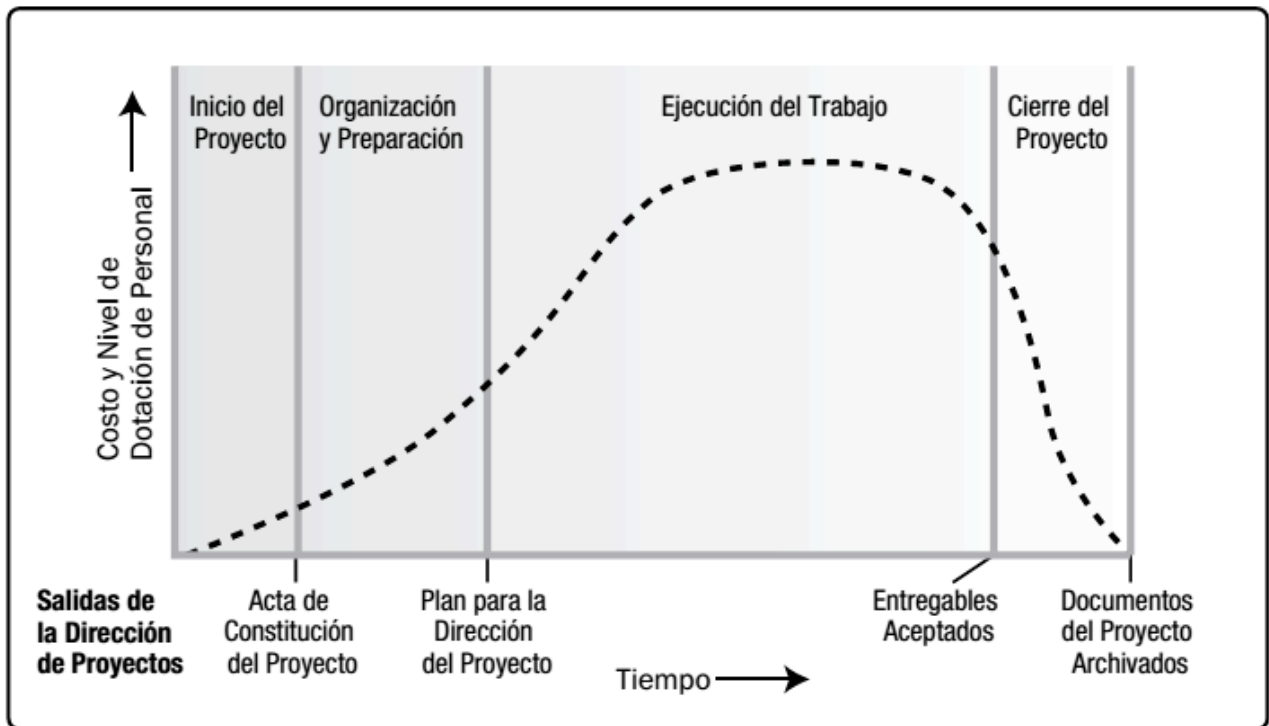 Inicio del
Proyecto
Organización
y Preparación
Ejecución del Trabajo
Cierre del
Proyecto
Costo y Nivel de
Dotación de Personal
Salidas de
la Dirección
de Proyectos
Acta de
Constitución
del Proyecto
Plan para la
Dirección
del Proyecto
Entregables
Aceptados
Documentos
del Proyecto
Archivados
Tiempo